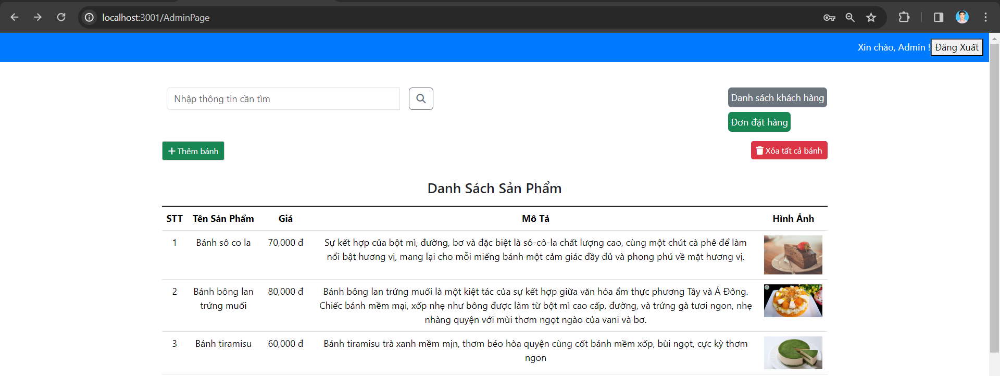 localhost:3001/AdminPage
Xin chào, Admin ! Đăng Xuất
Nhập thông tin cần tìm
Danh sách khách hàng
Đơn đặt hàng
Thêm bánh
Xóa tất cả bánh
Danh Sách Sản Phẩm
STT Tên Sản Phẩm Giá Mô Tả Hình Ảnh
1 Bánh sô co la 70,000 đ Sự kết hợp của bột mì, đường, bơ và đặc biệt là sô-cô-la chất lượng cao, cùng một chút cà phê để làm
nổi bật hương vị, mang lại cho mỗi miếng bánh một cảm giác đầy đủ và phong phú về mặt hương vị.
2 Bánh bông lan 80,000 đ Bánh bông lan trứng muối là một kiệt tác của sự kết hợp giữa văn hóa ẩm thực phương Tây và Á Đông.
trứng muối Chiếc bánh mềm mại, xốp nhẹ như bông được làm từ bột mì cao cấp, đường, và trứng gà tươi ngon, nhẹ
nhàng quyện với mùi thơm ngọt ngào của vani và bơ.
3 Bánh tiramisu 60,000 đ Bánh tiramisu trà xanh mềm mịn, thơm béo hòa quyện cùng cốt bánh mềm xốp, bùi ngọt, cực kỳ thơm
ngon